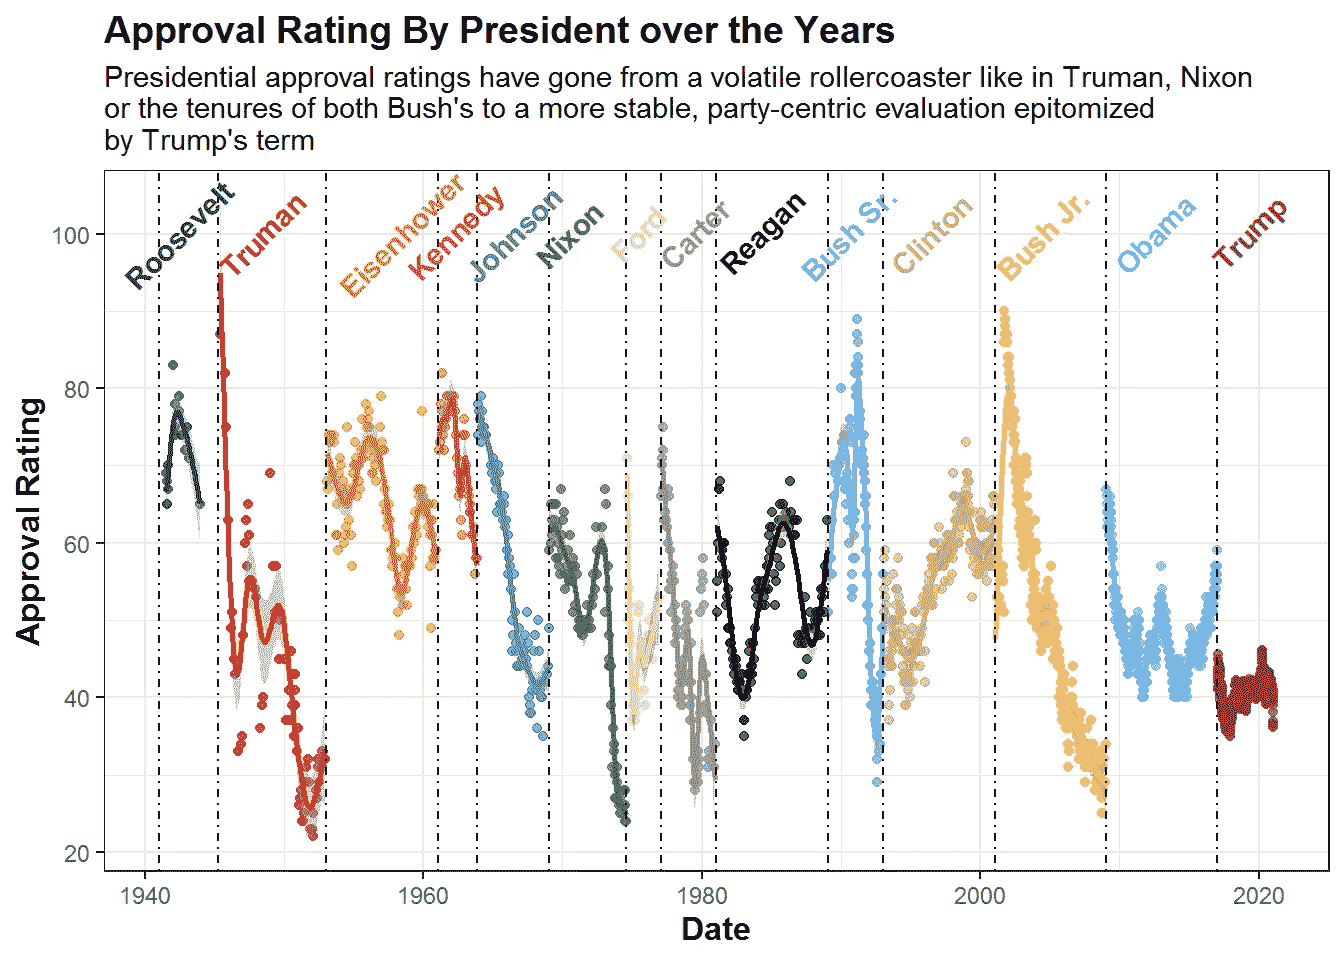 Approval Rating By President over the Years
Presidential approval ratings have gone from a volatile rollercoaster like in Truman, Nixon
or the tenures of both Bush's to a more stable, party-centric evaluation epitomized
by Trump's term
Roosevelt
Truman
Eisenhower
Kennedy
Johnson
Nixon
Ford
Carter
Reagan
Bush Sr.
Clinton
Bush Jr.
Obama
Trump
Approval Rating
100
80
60
40
20
1940
1960
1980
2000
2020
Date